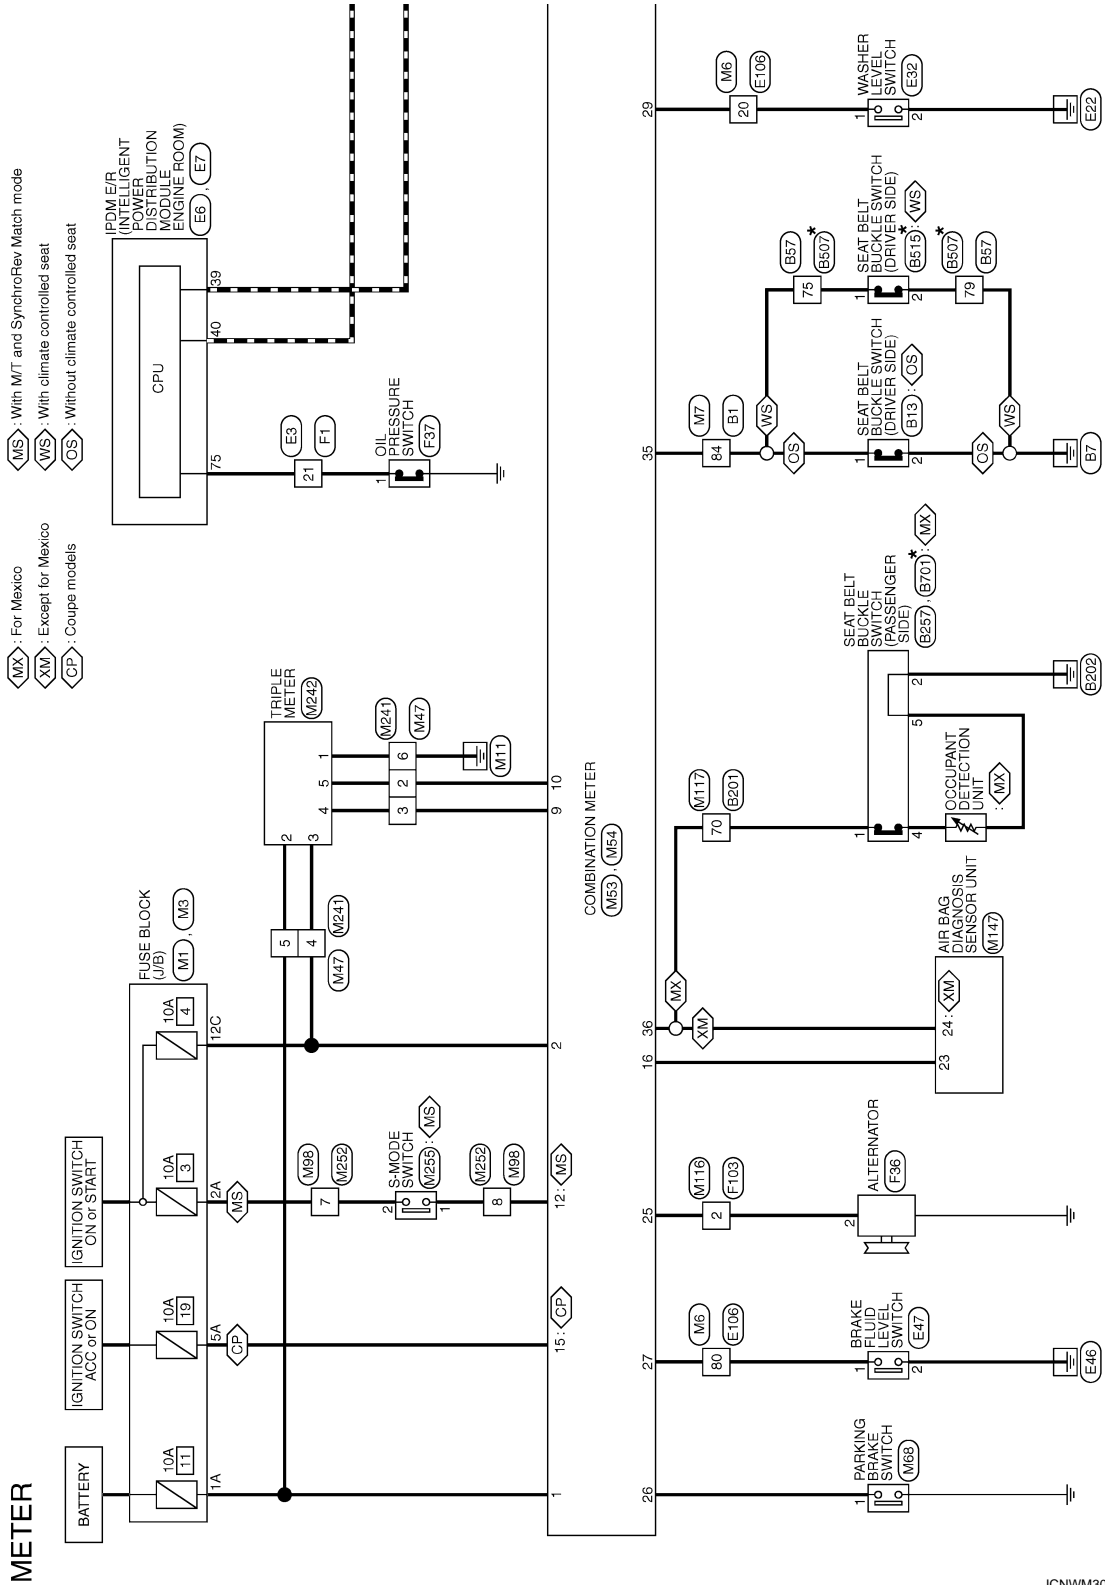 METER
BATTERY
IGNITION SWITCH
ACC or ON
IGNITION SWITCH
ON or START
FUSE BLOCK
(J/B)
M1 , M3
10A
11
10A
19
10A
3
10A
4
1A
5A
2A
12C
CP
MS
MX : For Mexico
XM : Except for Mexico
CP : Coupe models
MS : With M/T and SynchroRev Match mode
WS : With climate controlled seat
OS : Without climate controlled seat
IPDM E/R
(INTELLIGENT
POWER
DISTRIBUTION
MODULE
ENGINE ROOM)
E6 , E7
CPU
75
40
39
E3
21
F1
OIL
PRESSURE
SWITCH
F37
1
TRIPLE
METER
M242
2
3
4
5
1
5
4
M47
M241
M241
3
2
6
M47
M11
M98
7
M252
S-MODE
SWITCH
M255 : MS
2
1
M252
8
M98
1
15 : CP
12 : MS
2
9
10
COMBINATION METER
M53 , M54
26
27
25
16
36
35
29
PARKING
BRAKE
SWITCH
M68
1
M6
80
E106
BRAKE
FLUID
LEVEL
SWITCH
E47
1
2
E46
M116
2
F103
ALTERNATOR
F36
2
AIR BAG
DIAGNOSIS
SENSOR UNIT
M147
23
24 : XM
XM
MX
M117
70
B201
SEAT BELT
BUCKLE
SWITCH
(PASSENGER
SIDE)
B257 , B701 * : MX
1
4
5
2
OCCUPANT
DETECTION
UNIT
: MX
B202
M7
84
B1
OS
WS
SEAT BELT
BUCKLE SWITCH
(DRIVER SIDE)
B13 : OS
1
2
OS
WS
B7
B57
75
B507 *
SEAT BELT
BUCKLE SWITCH
(DRIVER SIDE)
B515 * : WS
1
2
B507 *
79
B57
M6
20
E106
WASHER
LEVEL
SWITCH
E32
1
2
E22